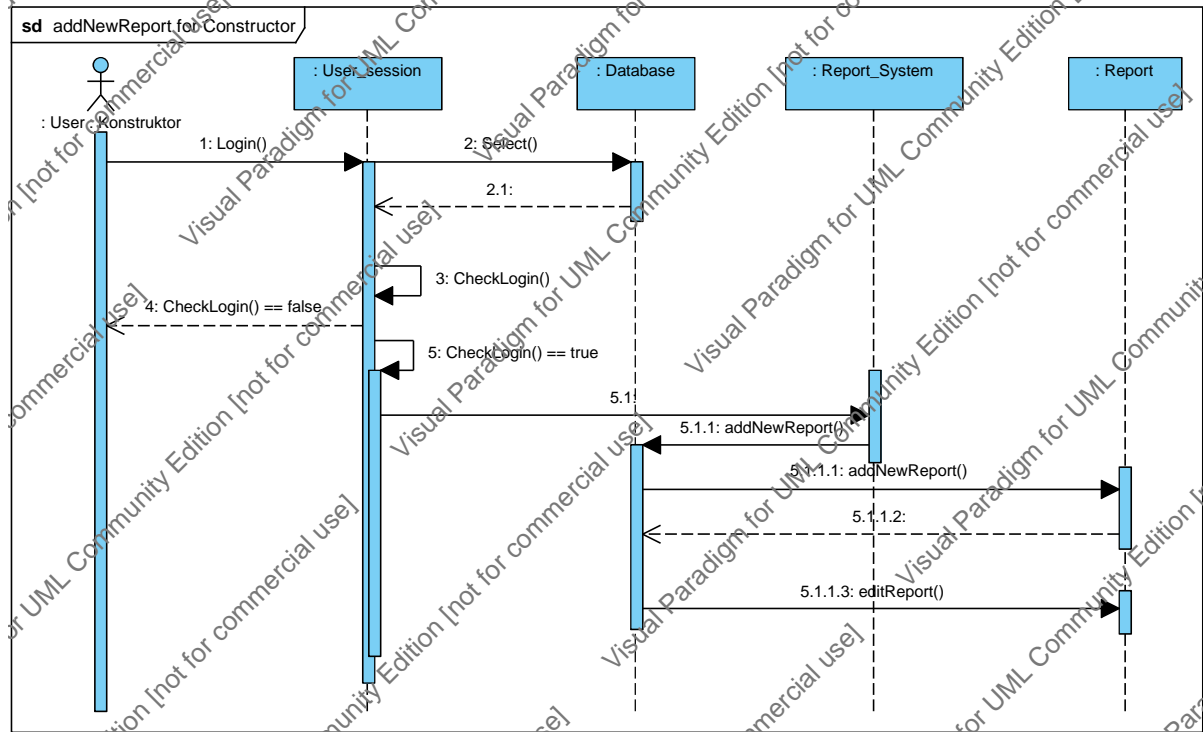 sd addNewReport for Constructor
: User_Konstruktor
: User_session
: Database
: Report_System
: Report
1: Login()
2: Select()
2.1:
3: CheckLogin()
4: CheckLogin() == false
5: CheckLogin() == true
5.1:
5.1.1: addNewReport()
5.1.1.1: addNewReport()
5.1.1.2:
5.1.1.3: editReport()
Visual Paradigm for UML Community Edition [not for commercial use]